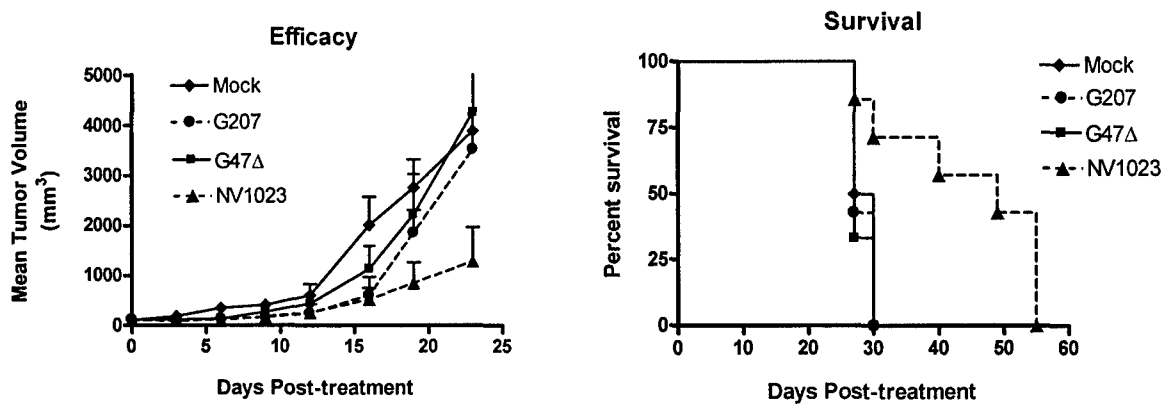 Efficacy
Mean Tumor Volume
(mm³)
5000
4000
3000
2000
1000
0
0
5
10
15
20
25
Mock
G207
G47Δ
NV1023
Days Post-treatment
Survival
Percent survival
100
75
50
25
0
0
10
20
30
40
50
60
Mock
G207
G47Δ
NV1023
Days Post-treatment